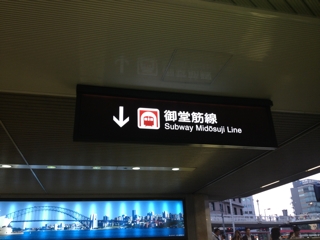 御堂筋線
Subway Midōsuji Line